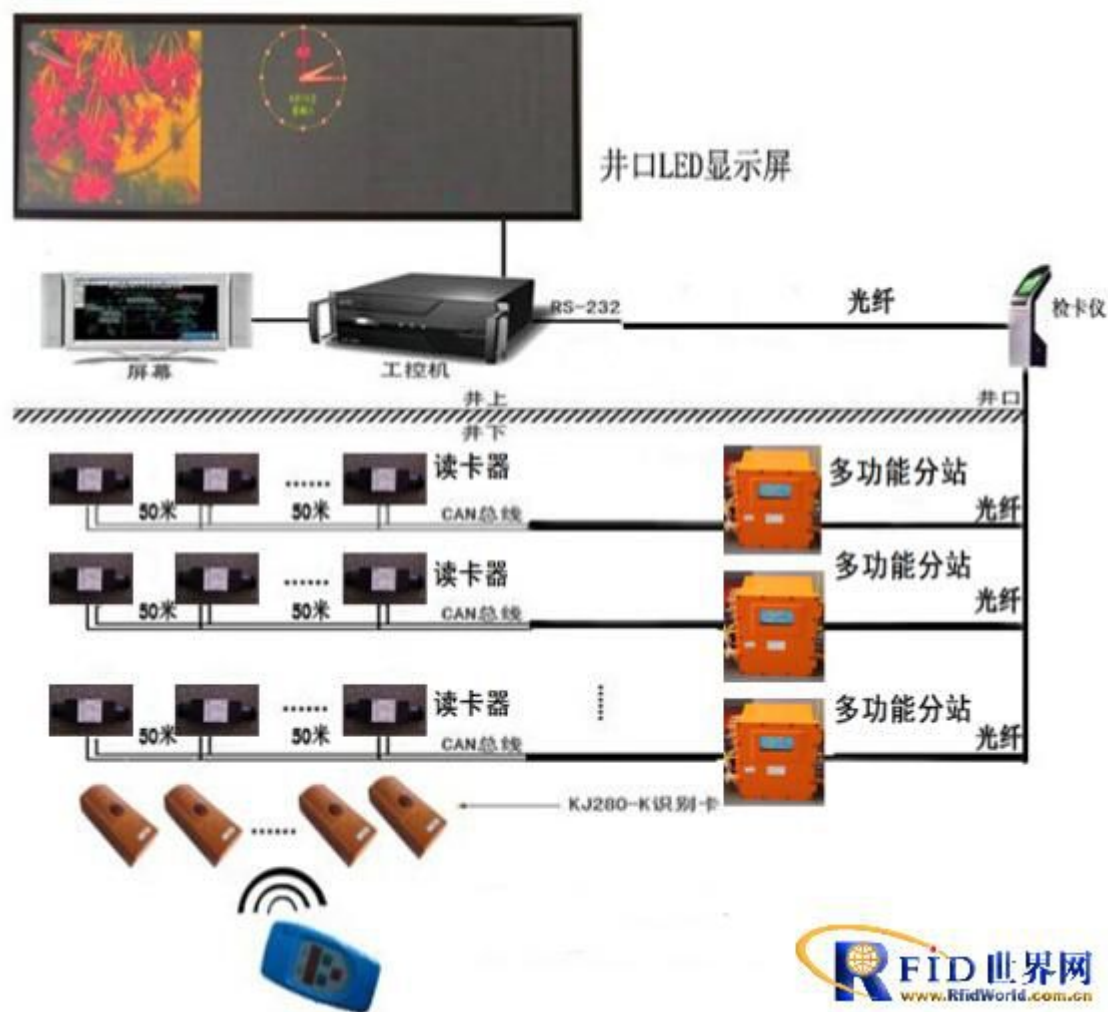 井口LED显示屏
RS-232
光纤
检卡仪
屏幕
工控机
井上
井口
井下
读卡器
多功能分站
50米
50米
CAN总线
光纤
读卡器
多功能分站
50米
50米
CAN总线
光纤
读卡器
多功能分站
50米
50米
CAN总线
光纤
KJ280-K识别卡
RFID世界网
www.RfidWorld.com.cn